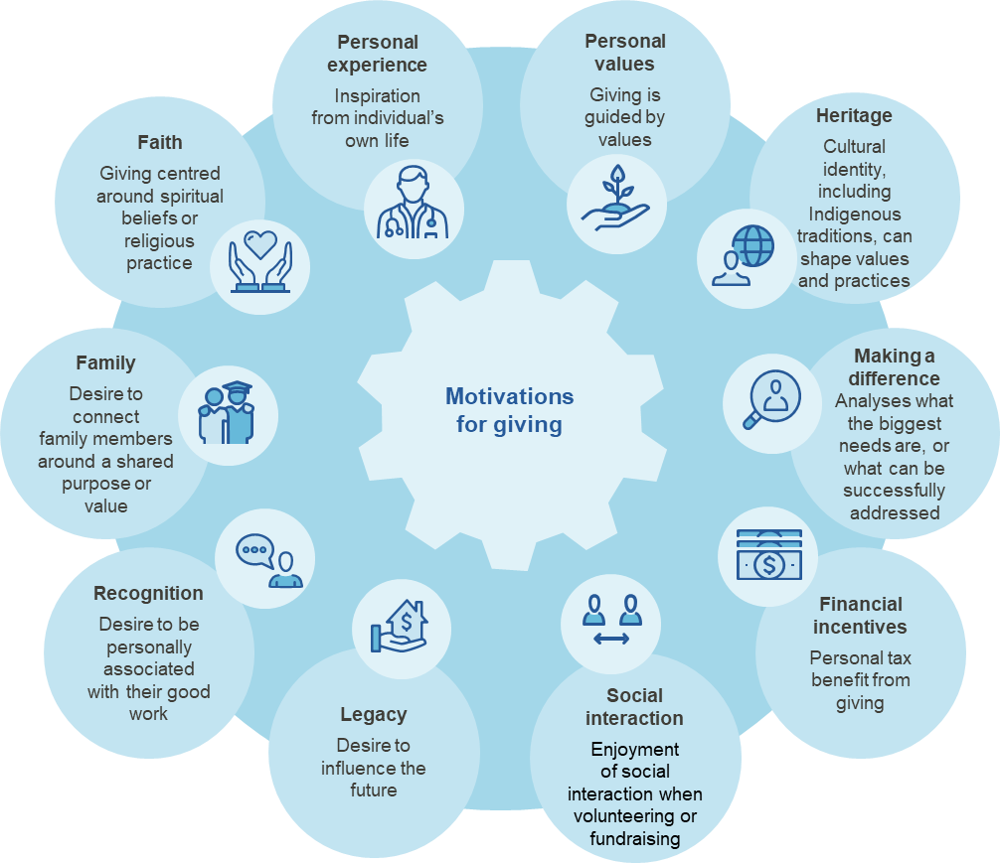 Personal
experience
Inspiration
from individual's
own life
Personal
values
Giving is
guided by
values
Heritage
Cultural
identity,
including
Indigenous
traditions, can
shape values
and practices
Making a
difference
Analyses what
the biggest
needs are, or
what can be
successfully
addressed
Financial
incentives
Personal tax
benefit from
giving
Social
interaction
Enjoyment
of social
interaction when
volunteering or
fundraising
Legacy
Desire to
influence the
future
Recognition
Desire to be
personally
associated
with their good
work
Family
Desire to
connect
family members
around a shared
purpose or
value
Faith
Giving centred
around spiritual
beliefs or
religious
practice
Motivations
for giving
$
$